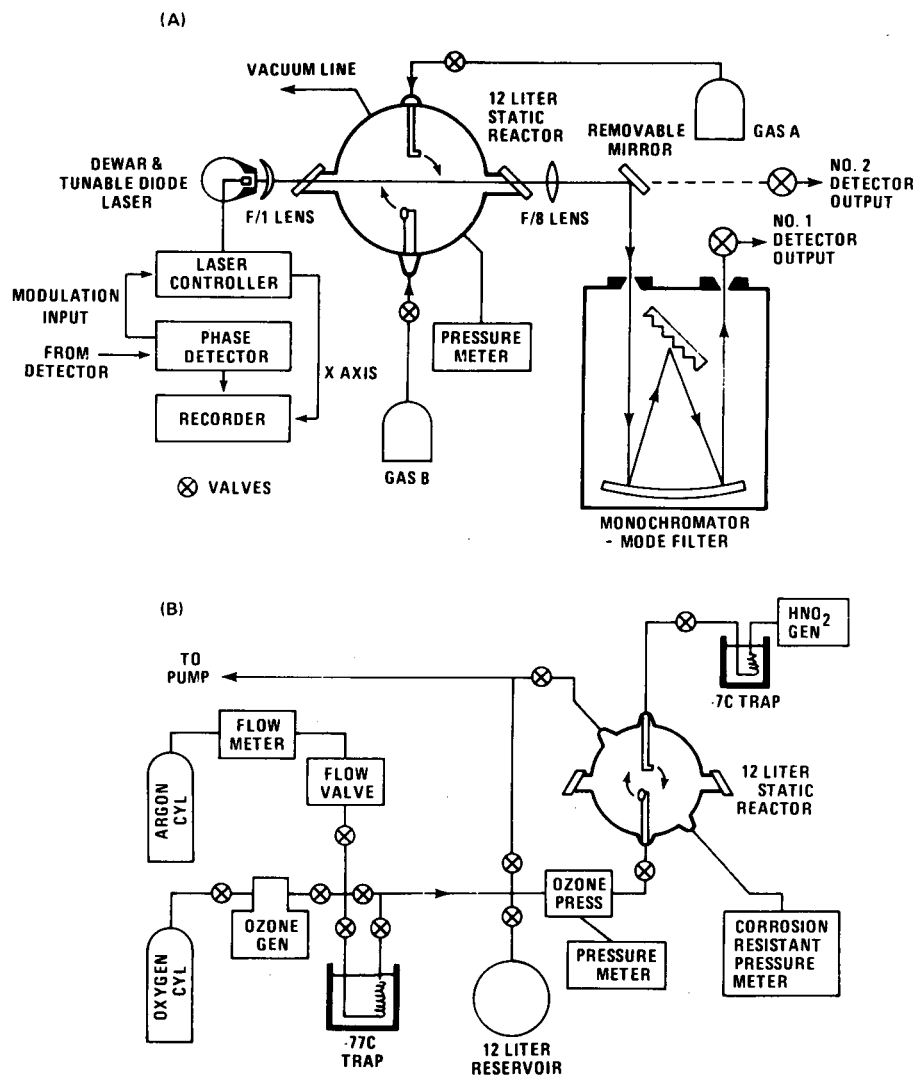 (A)
VACUUM LINE
12 LITER
STATIC
REACTOR
GAS A
REMOVABLE
MIRROR
DEWAR &
TUNABLE DIODE
LASER
F/1 LENS
F/8 LENS
NO. 2
DETECTOR
OUTPUT
NO. 1
DETECTOR
OUTPUT
LASER
CONTROLLER
MODULATION
INPUT
PHASE
DETECTOR
FROM
DETECTOR
X AXIS
RECORDER
PRESSURE
METER
GAS B
VALVES
MONOCHROMATOR
- MODE FILTER
(B)
HNO2
GEN
TO
PUMP
-7C TRAP
FLOW
METER
FLOW
VALVE
ARGON
CYL
12 LITER
STATIC
REACTOR
OXYGEN
CYL
OZONE
GEN
OZONE
PRESS
PRESSURE
METER
CORROSION
RESISTANT
PRESSURE
METER
-77C
TRAP
12 LITER
RESERVOIR